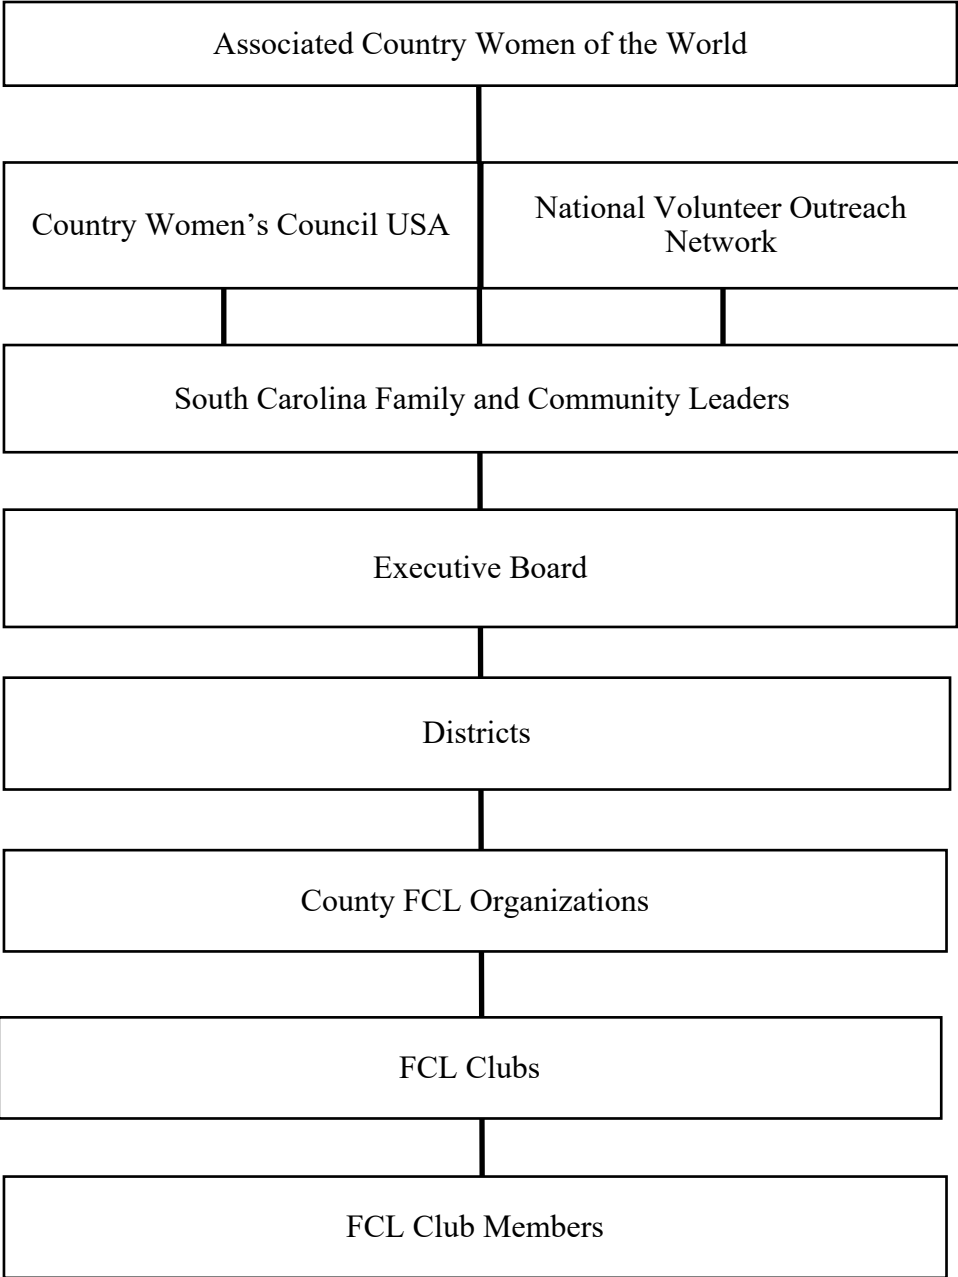 Associated Country Women of the World
Country Women’s Council USA
National Volunteer Outreach
Network
South Carolina Family and Community Leaders
Executive Board
Districts
County FCL Organizations
FCL Clubs
FCL Club Members